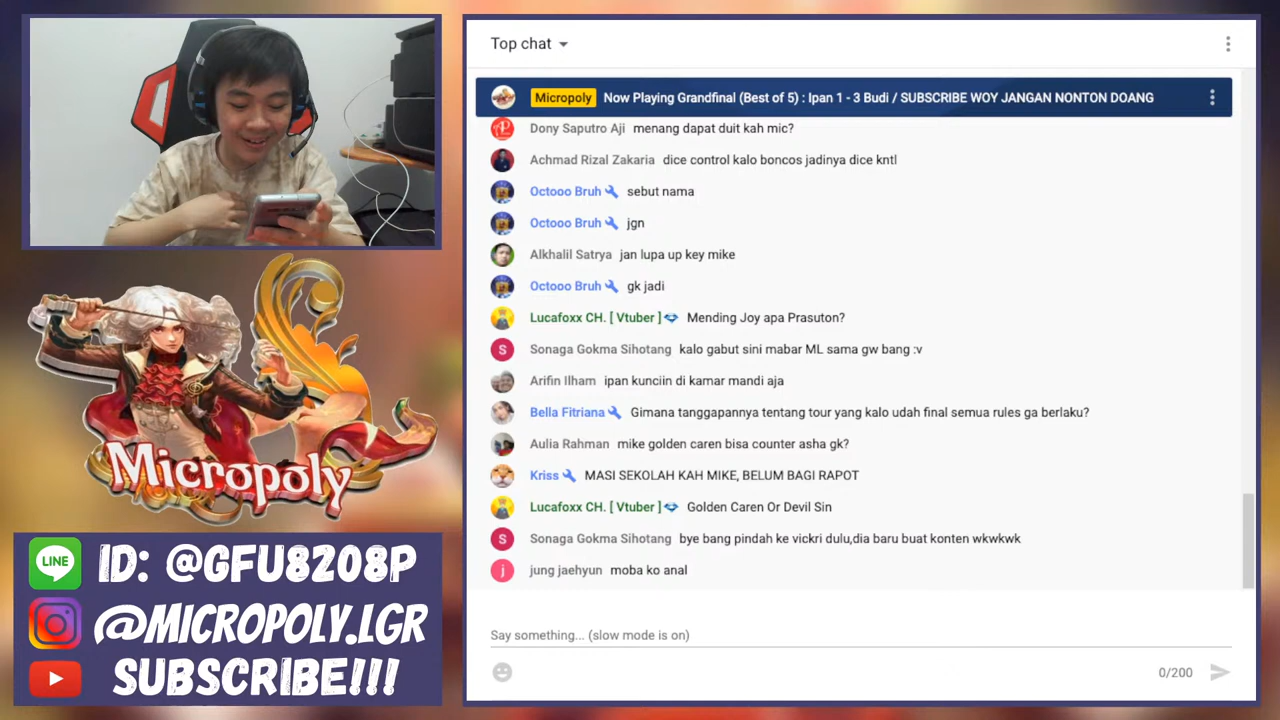 Top chat
Micropoly Now Playing Grandfinal (Best of 5) : Ipan 1 - 3 Budi / SUBSCRIBE WOY JANGAN NONTON DOANG
Dony Saputro Aji menang dapat duit kah mic?
Achmad Rizal Zakaria dice control kalo boncos jadinya dice kntl
Octooo Bruh sebut nama
Octooo Bruh jgn
Alkhalil Satrya jan lupa up key mike
Octooo Bruh gk jadi
Lucafoxx CH. [ Vtuber ] Mending Joy apa Prasuton?
S Sonaga Gokma Sihotang kalo gabut sini mabar ML sama gw bang :v
Arifin Ilham ipan kunciin di kamar mandi aja
Bella Fitriana Gimana tanggapannya tentang tour yang kalo udah final semua rules ga berlaku?
Aulia Rahman mike golden caren bisa counter asha gk?
Kriss MASI SEKOLAH KAH MIKE, BELUM BAGI RAPOT
Lucafoxx CH. [ Vtuber ] Golden Caren Or Devil Sin
S Sonaga Gokma Sihotang bye bang pindah ke vickri dulu,dia baru buat konten wkwkwk
j jung jaehyun moba ko anal
Say something... (slow mode is on)
0/200
Micropoly
LINE ID: @GFU8208P
@MICROPOLY.LGR
SUBSCRIBE!!!